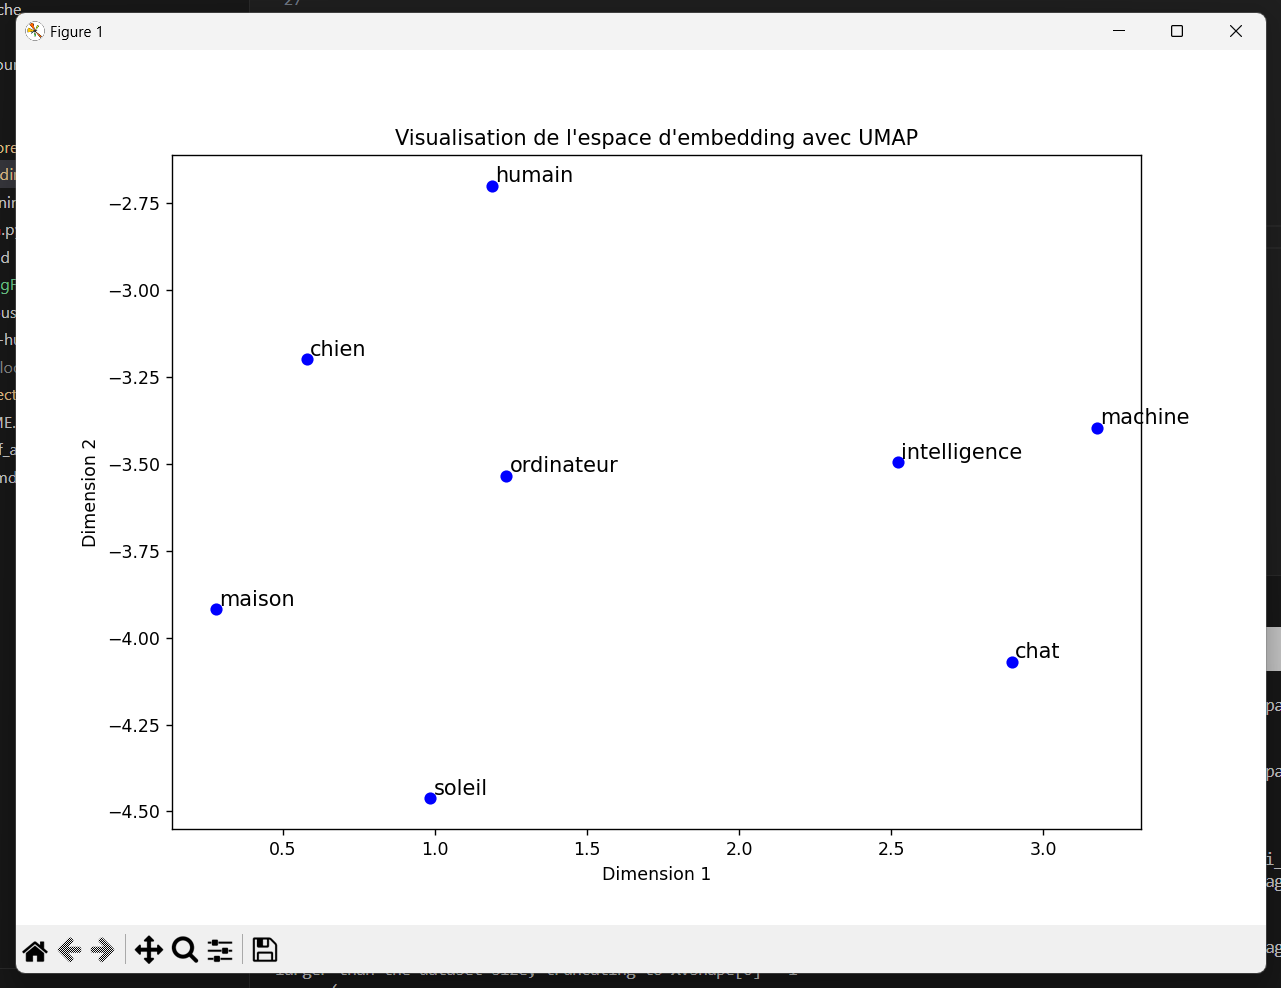 27
Figure 1
Visualisation de l'espace d'embedding avec UMAP
humain
−2.75
−3.00
chien
−3.25
machine
intelligence
ordinateur
−3.50
Dimension 2
−3.75
maison
−4.00
chat
−4.25
soleil
−4.50
0.5 1.0 1.5 2.0 2.5 3.0
Dimension 1